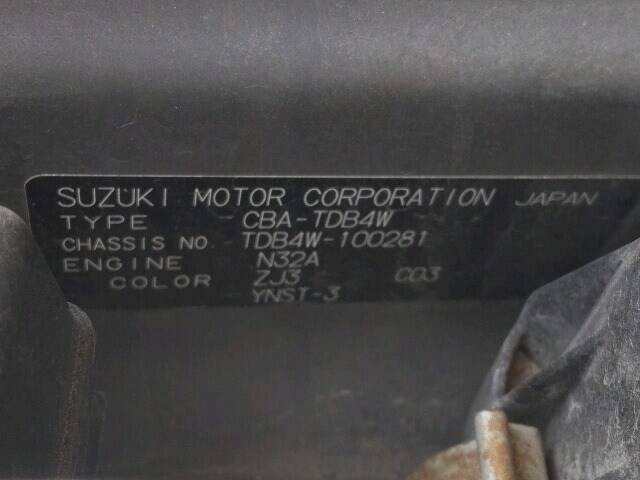 SUZUKI MOTOR CORPORATION JAPAN
TYPE CBA-TDB4W
CHASSIS NO. TDB4W-100281
ENGINE N32A
COLOR ZJ3 C03
YNST-3